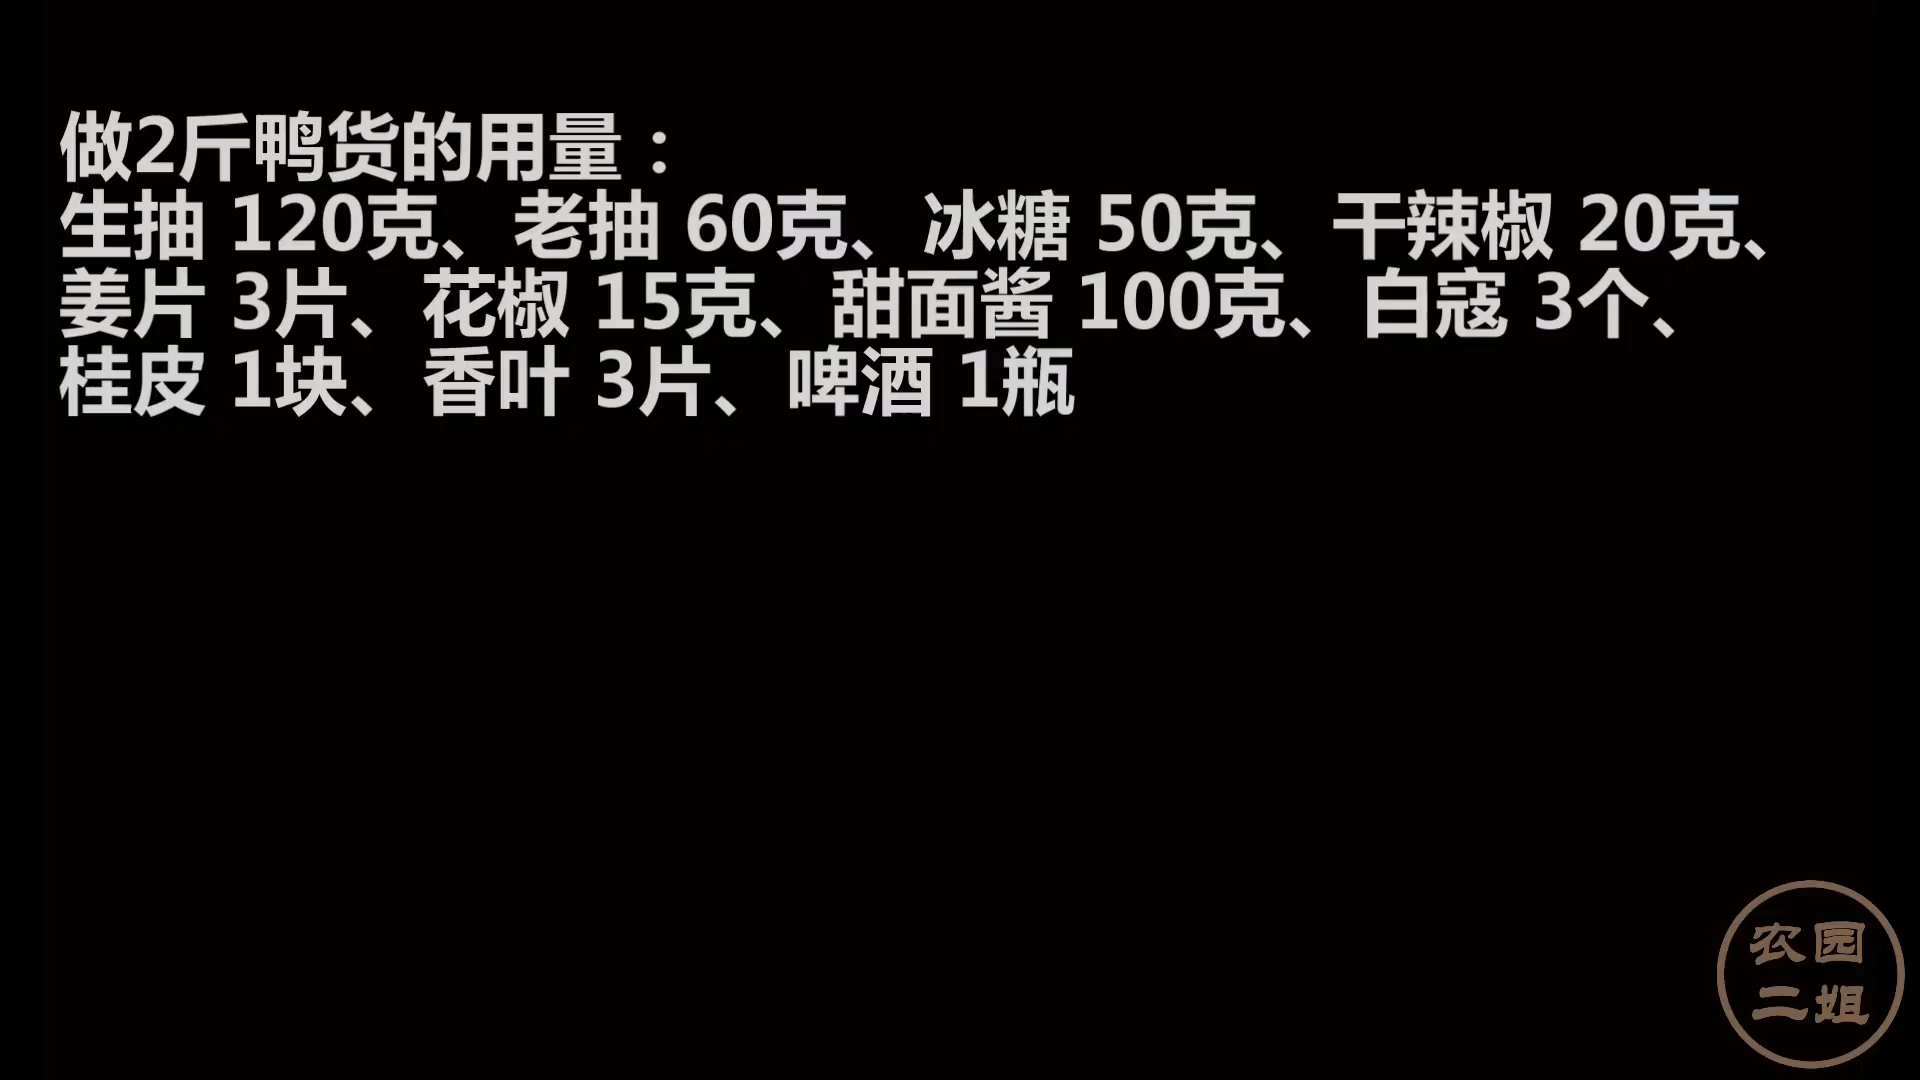 做2斤鸭货的用量：
生抽 120克、老抽 60克、冰糖 50克、干辣椒 20克、
姜片 3片、花椒 15克、甜面酱 100克、白寇 3个、
桂皮 1块、香叶 3片、啤酒 1瓶
农园
二姐